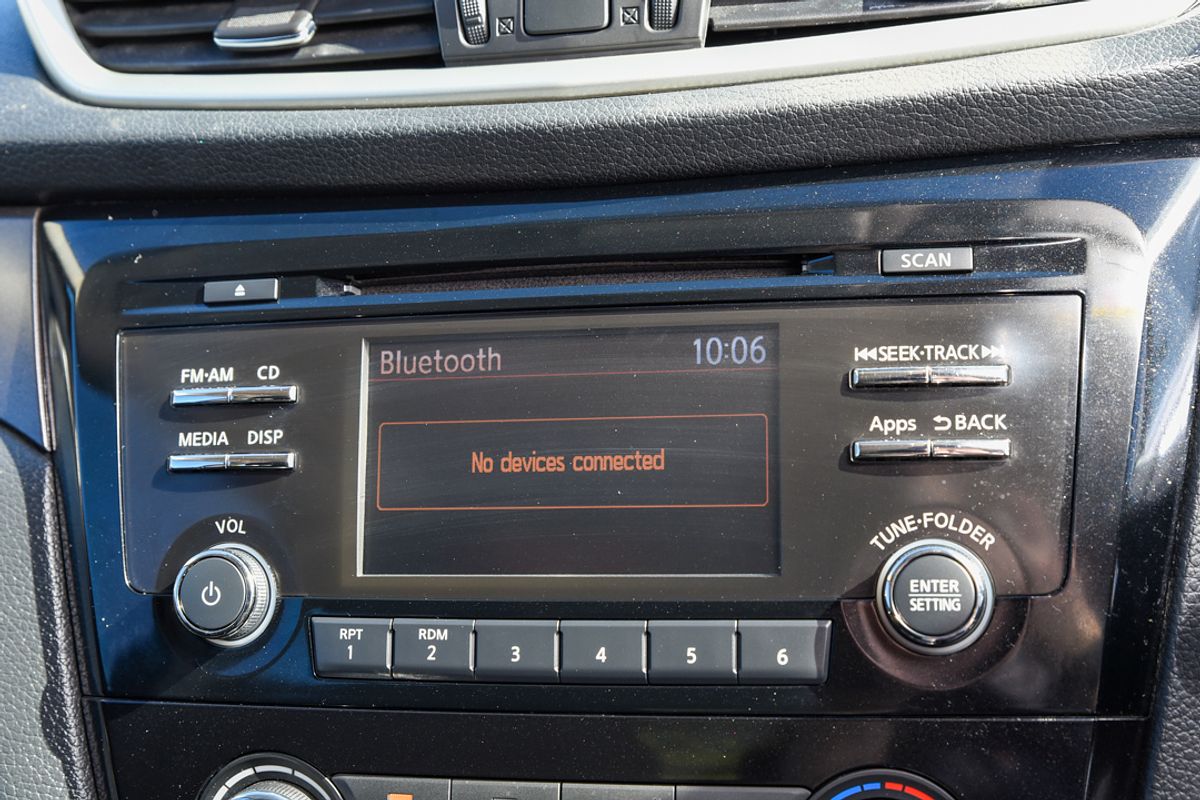 SCAN
FM·AM CD
MEDIA DISP
VOL
Bluetooth 10:06
No devices connected
⏮SEEK·TRACK⏭
Apps ⮌BACK
TUNE·FOLDER
ENTER
SETTING
RPT RDM
1 2 3 4 5 6